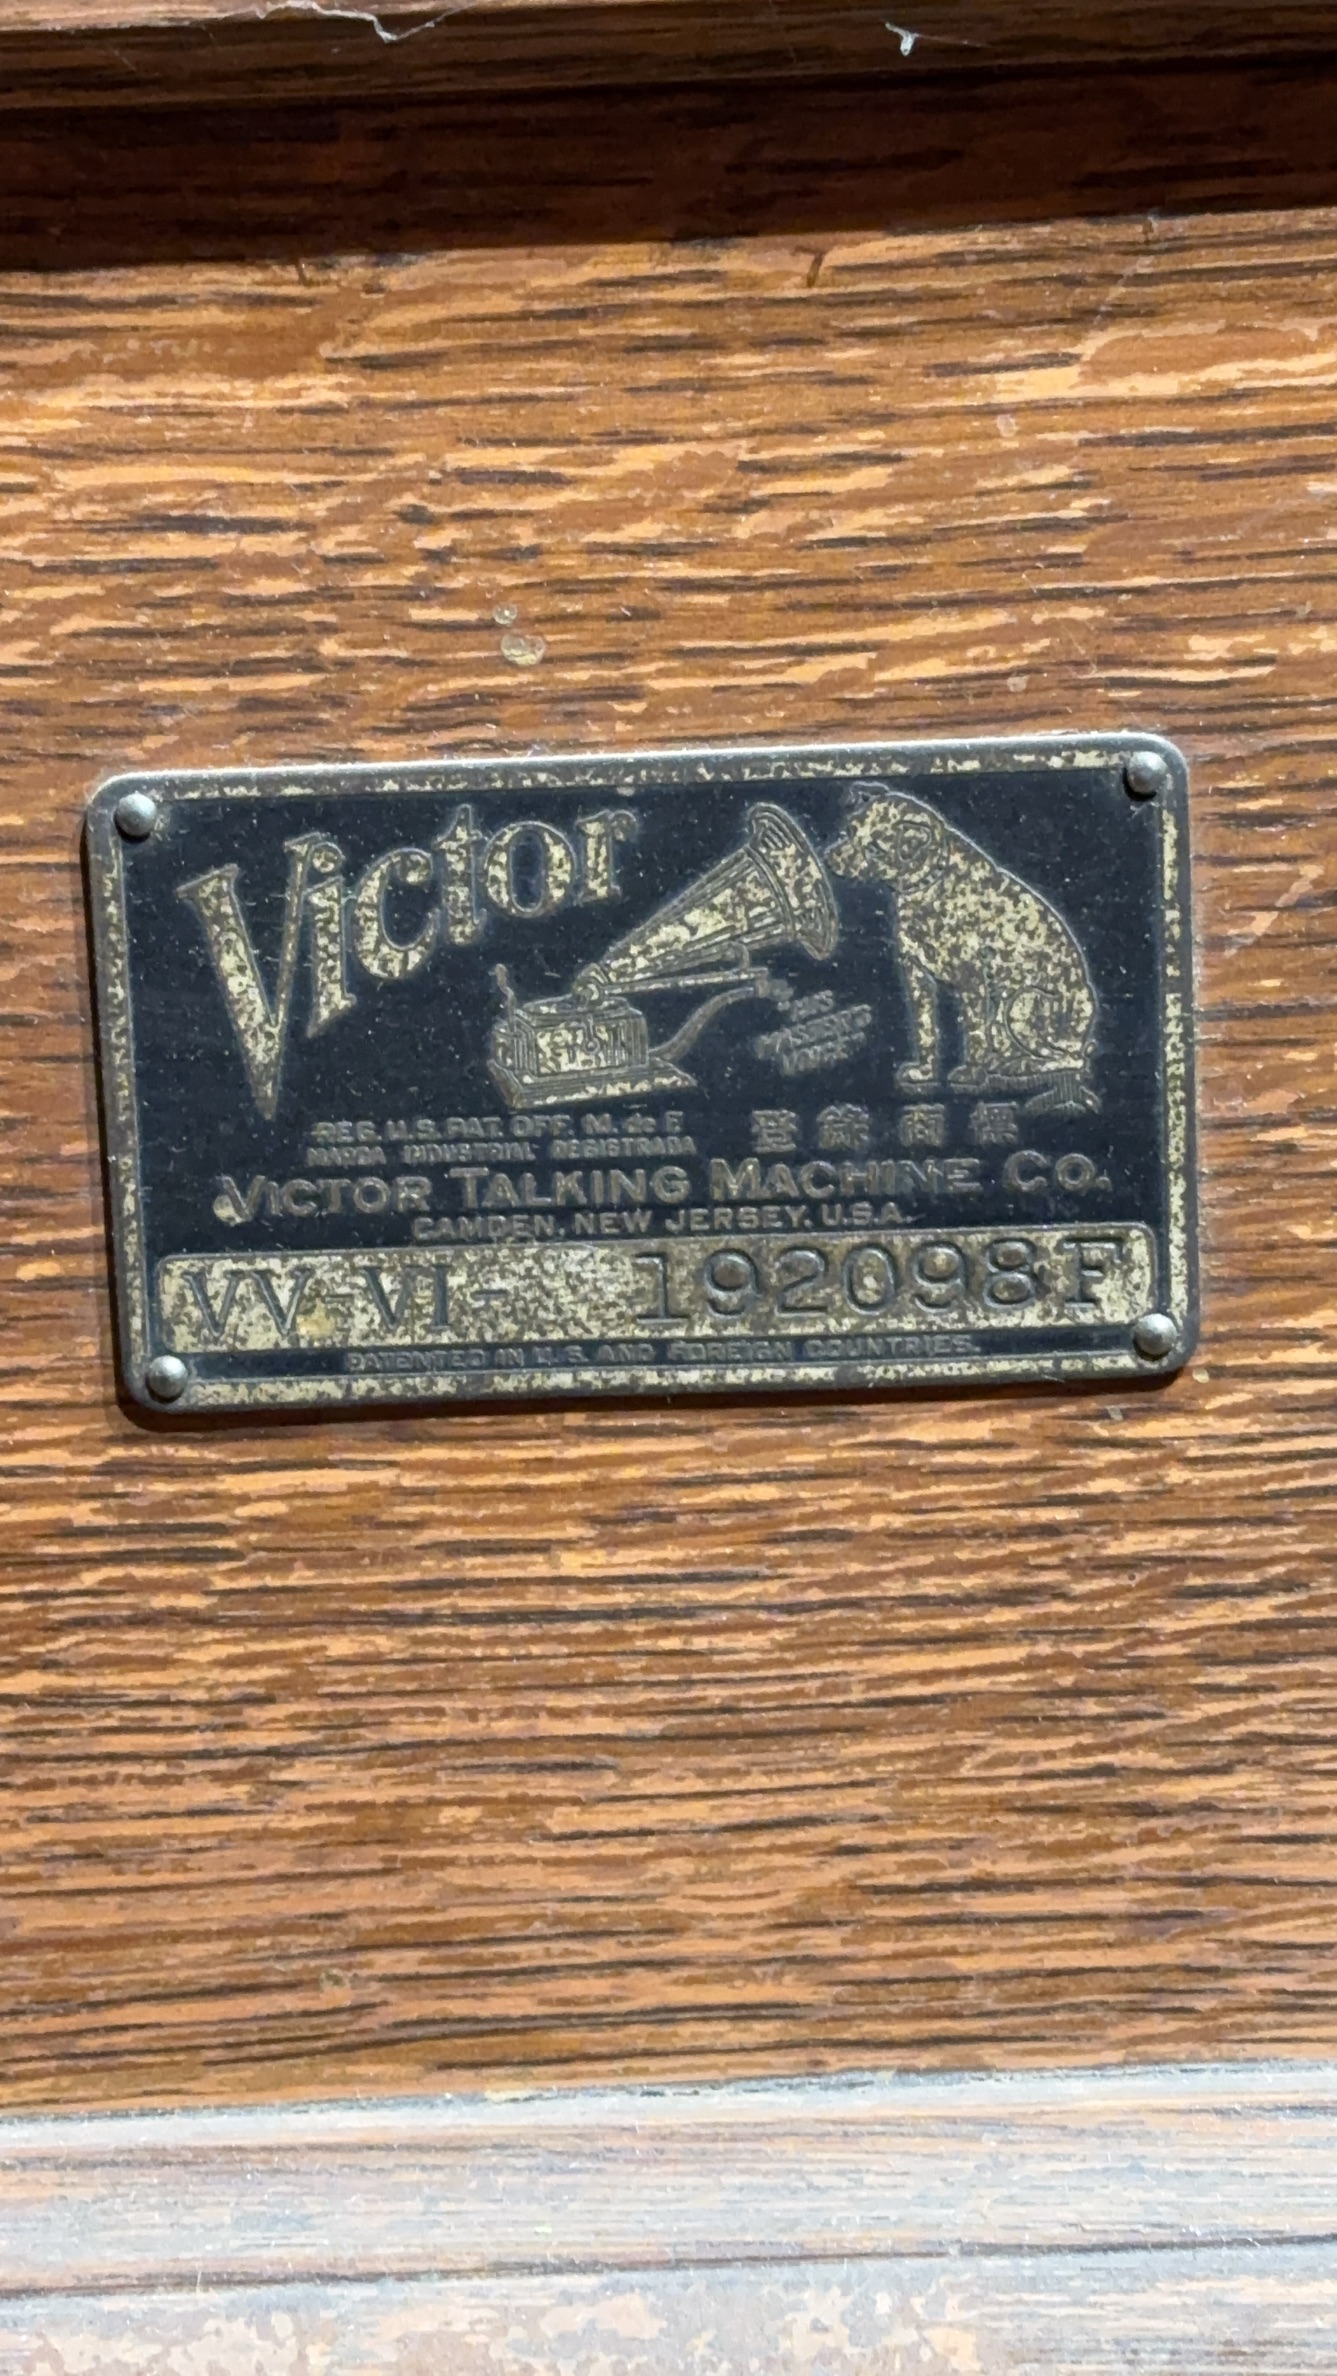 Victor
HIS
MASTER'S
VOICE
REG. U.S. PAT. OFF. M. de F.
MARCA INDUSTRIAL REGISTRADA
登錄商標
VICTOR TALKING MACHINE CO.
CAMDEN, NEW JERSEY, U.S.A.
VV-VI- 192098F
PATENTED IN U.S. AND FOREIGN COUNTRIES.